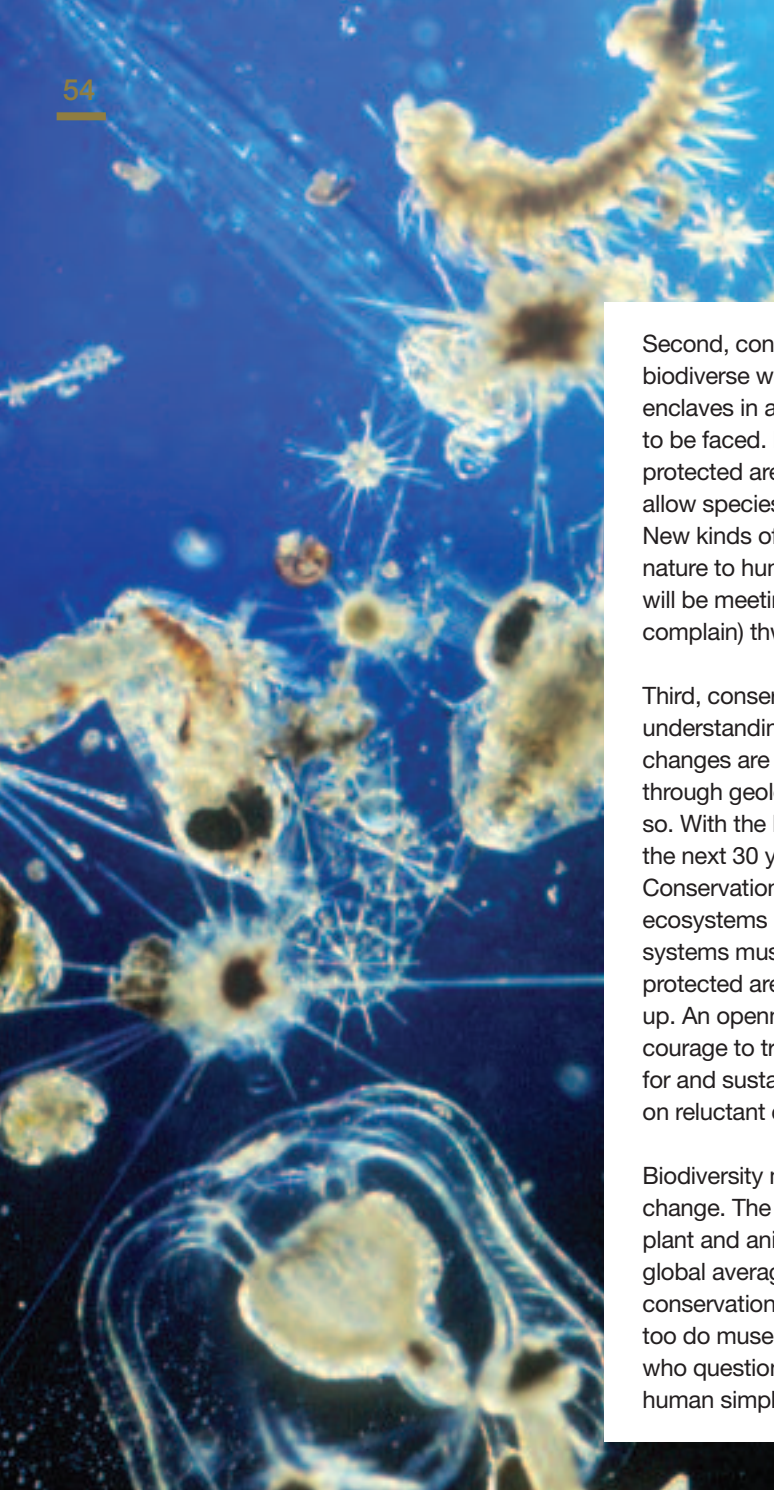 54
Second, con
biodiverse w
enclaves in a
to be faced.
protected are
allow species
New kinds of
nature to hur
will be meetin
complain) thw

Third, conser
understandin
changes are
through geol
so. With the
the next 30 y
Conservation
ecosystems
systems mus
protected are
up. An openn
courage to tr
for and susta
on reluctant

Biodiversity r
change. The
plant and ani
global averag
conservation
too do muse
who question
human simpl